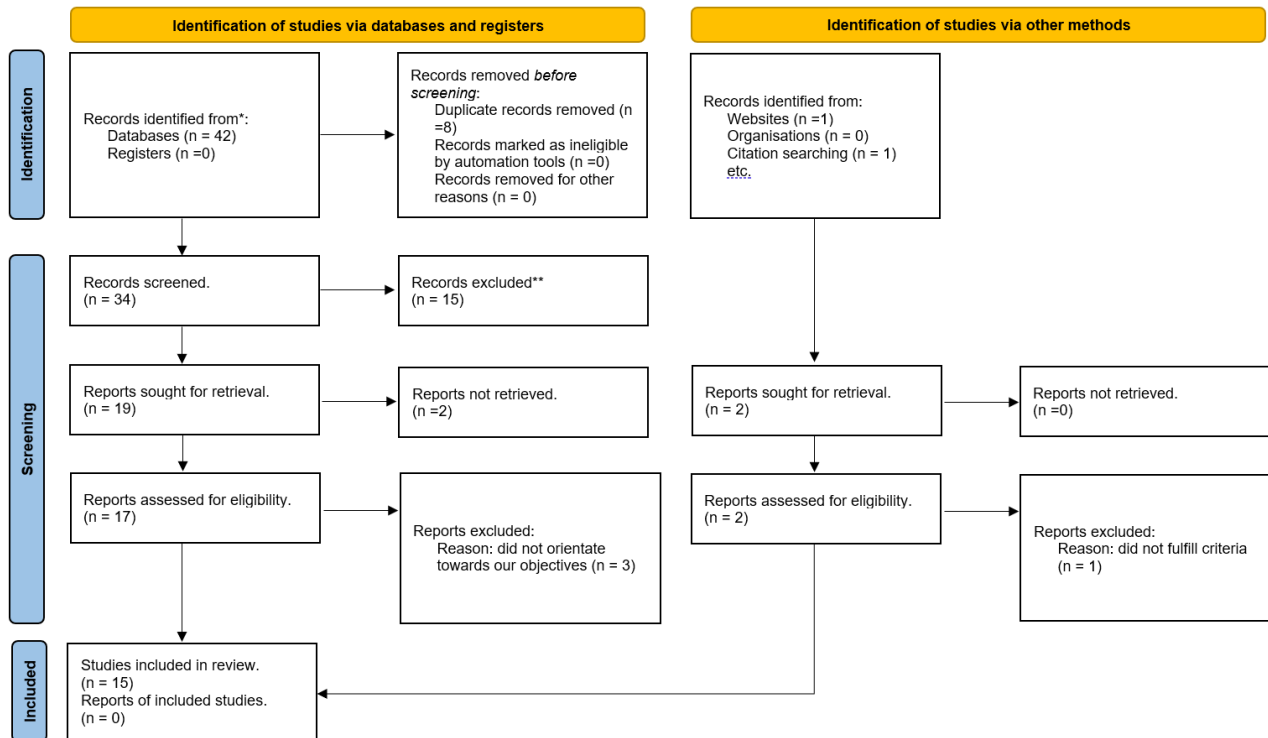 Identification of studies via databases and registers
Identification of studies via other methods
Identification
Records identified from*:
Databases (n = 42)
Registers (n =0)
Records removed before
screening:
Duplicate records removed (n
=8)
Records marked as ineligible
by automation tools (n =0)
Records removed for other
reasons (n = 0)
Records identified from:
Websites (n =1)
Organisations (n = 0)
Citation searching (n = 1)
etc.
Screening
Records screened.
(n = 34)
Records excluded**
(n = 15)
Reports sought for retrieval.
(n = 19)
Reports not retrieved.
(n =2)
Reports sought for retrieval.
(n = 2)
Reports not retrieved.
(n =0)
Reports assessed for eligibility.
(n = 17)
Reports excluded:
Reason: did not orientate
towards our objectives (n = 3)
Reports assessed for eligibility.
(n = 2)
Reports excluded:
Reason: did not fulfill criteria
(n = 1)
Included
Studies included in review.
(n = 15)
Reports of included studies.
(n = 0)